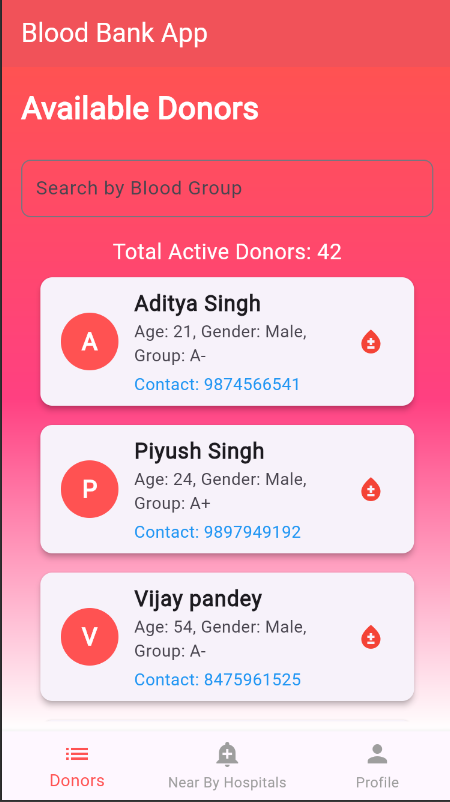 Blood Bank App
Available Donors
Search by Blood Group
Total Active Donors: 42
A
Aditya Singh
Age: 21, Gender: Male,
Group: A-
Contact: 9874566541
P
Piyush Singh
Age: 24, Gender: Male,
Group: A+
Contact: 9897949192
V
Vijay pandey
Age: 54, Gender: Male,
Group: A-
Contact: 8475961525
Donors
Near By Hospitals
Profile